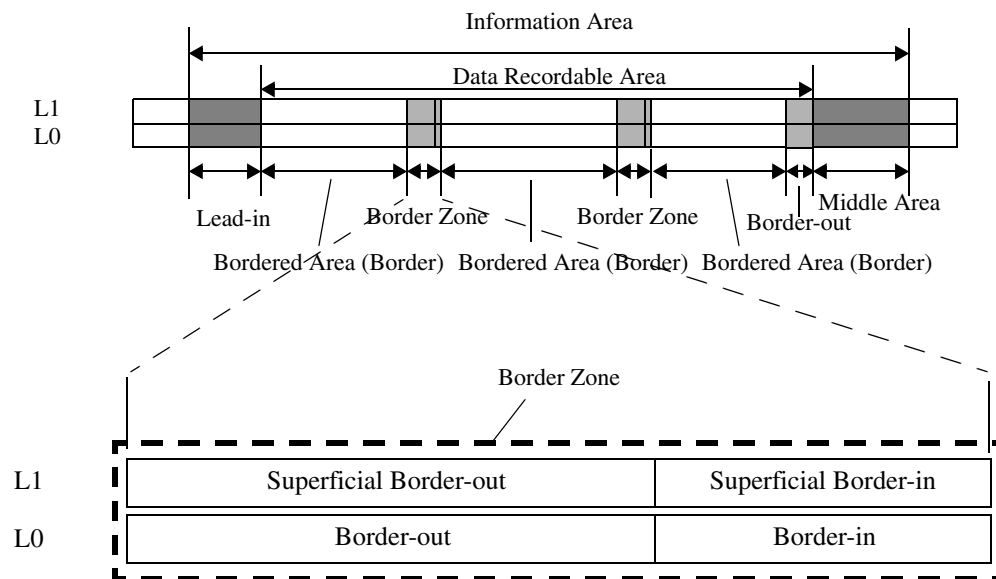 Information Area
Data Recordable Area
L1
L0
Lead-in
Border Zone
Border Zone
Middle Area
Border-out
Bordered Area (Border)
Bordered Area (Border)
Bordered Area (Border)
Border Zone
L1
Superficial Border-out
Superficial Border-in
L0
Border-out
Border-in